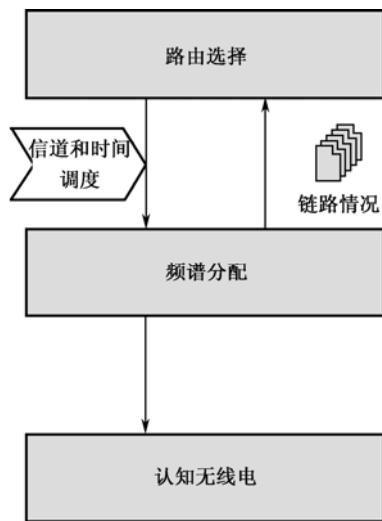 路由选择
信道和时间
调度
链路情况
频谱分配
认知无线电